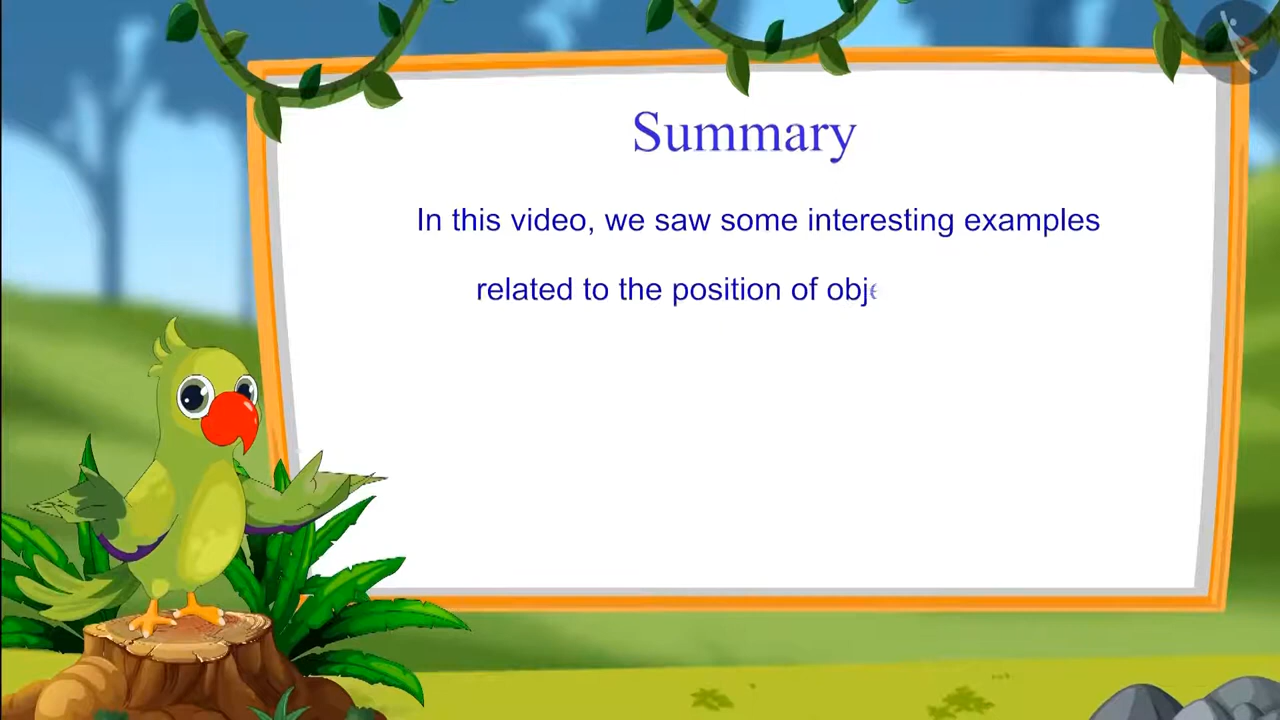 Summary
In this video, we saw some interesting examples
related to the position of obj